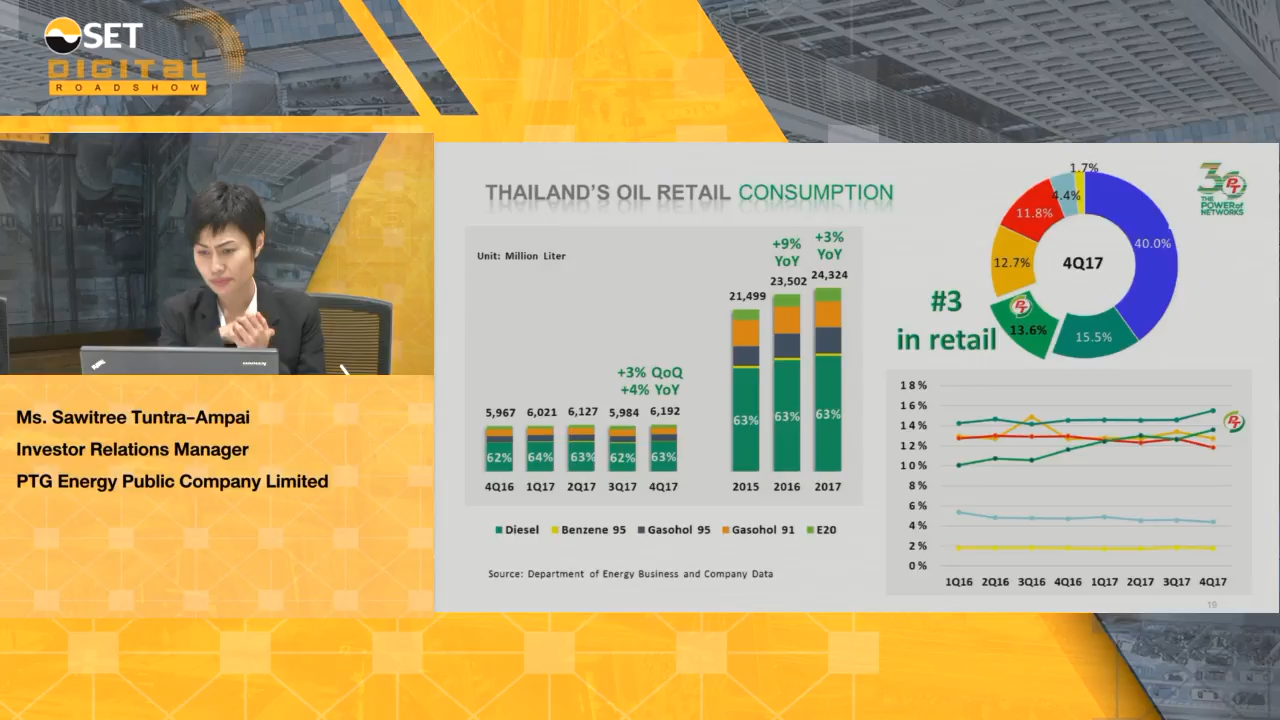 SET
DIGITAL
ROADSHOW
Ms. Sawitree Tuntra-Ampai
Investor Relations Manager
PTG Energy Public Company Limited
THAILAND'S OIL RETAIL CONSUMPTION
Unit: Million Liter
+3% QoQ
+4% YoY
+9%
YoY
+3%
YoY
5,967
6,021
6,127
5,984
6,192
21,499
23,502
24,324
62%
64%
63%
62%
63%
63%
63%
63%
4Q16
1Q17
2Q17
3Q17
4Q17
2015
2016
2017
Diesel
Benzene 95
Gasohol 95
Gasohol 91
E20
Source: Department of Energy Business and Company Data
1.7%
4.4%
11.8%
40.0%
12.7%
4Q17
13.6%
15.5%
PT
#3
in retail
30
PT
THE
POWER of
NETWORKS
18%
16%
14%
12%
10%
8%
6%
4%
2%
0%
PT
1Q16
2Q16
3Q16
4Q16
1Q17
2Q17
3Q17
4Q17
19